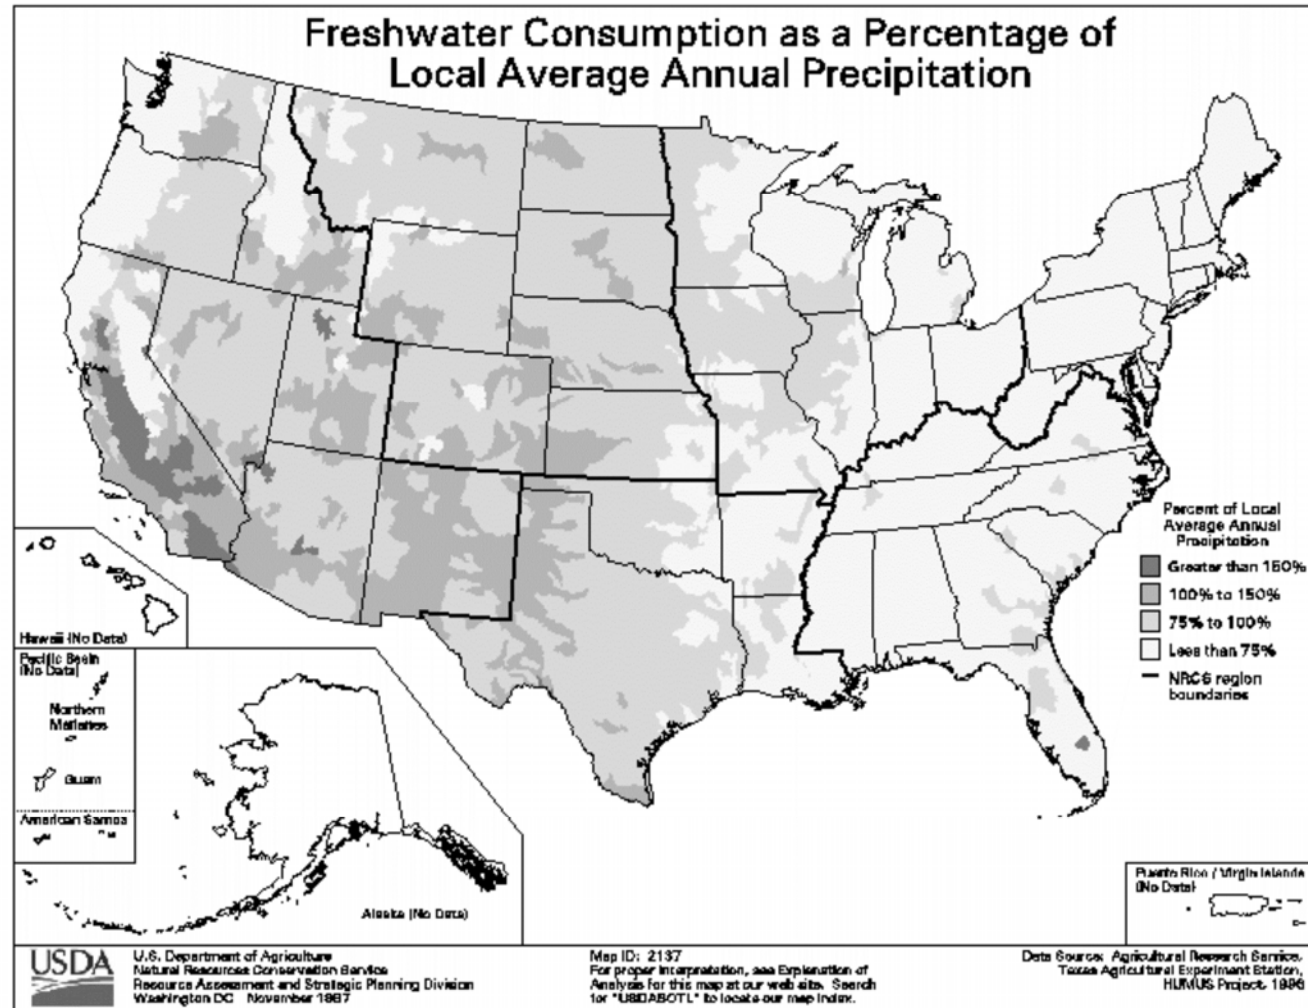 Freshwater Consumption as a Percentage of
Local Average Annual Precipitation
Percent of Local
Average Annual
Precipitation
Greater than 150%
100% to 150%
75% to 100%
Less than 75%
NRCS region
boundaries
Hawaii (No Data)
Pacific Basin
(No Data)
Northern
Marianas
Guam
American Samoa
Alaska (No Data)
Puerto Rico / Virgin Islands
(No Data)
USDA
U.S. Department of Agriculture
Natural Resources Conservation Service
Resource Assessment and Strategic Planning Division
Washington DC November 1997
Map ID: 2137
For proper interpretation, see Explanation of
Analysis for this map at our web site. Search
for "USDABOTL" to locate our map index.
Data Source: Agricultural Research Service,
Texas Agricultural Experiment Station,
HUMUS Project, 1996